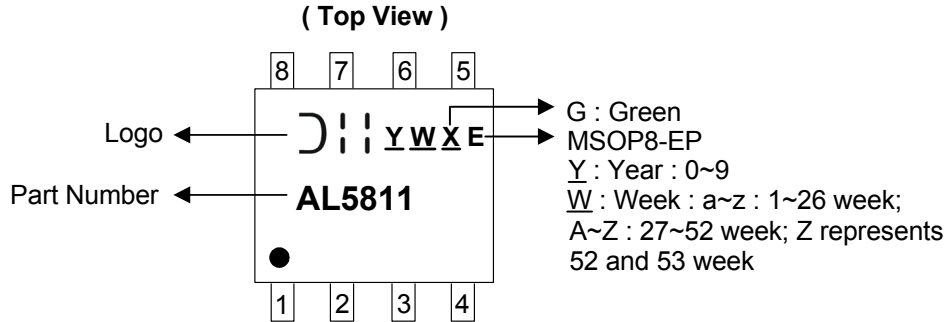 ( Top View )
8 7 6 5
Logo
Y W X E
G : Green
MSOP8-EP
Part Number
AL5811
Y : Year : 0~9
W : Week : a~z : 1~26 week;
A~Z : 27~52 week; Z represents
52 and 53 week
1 2 3 4